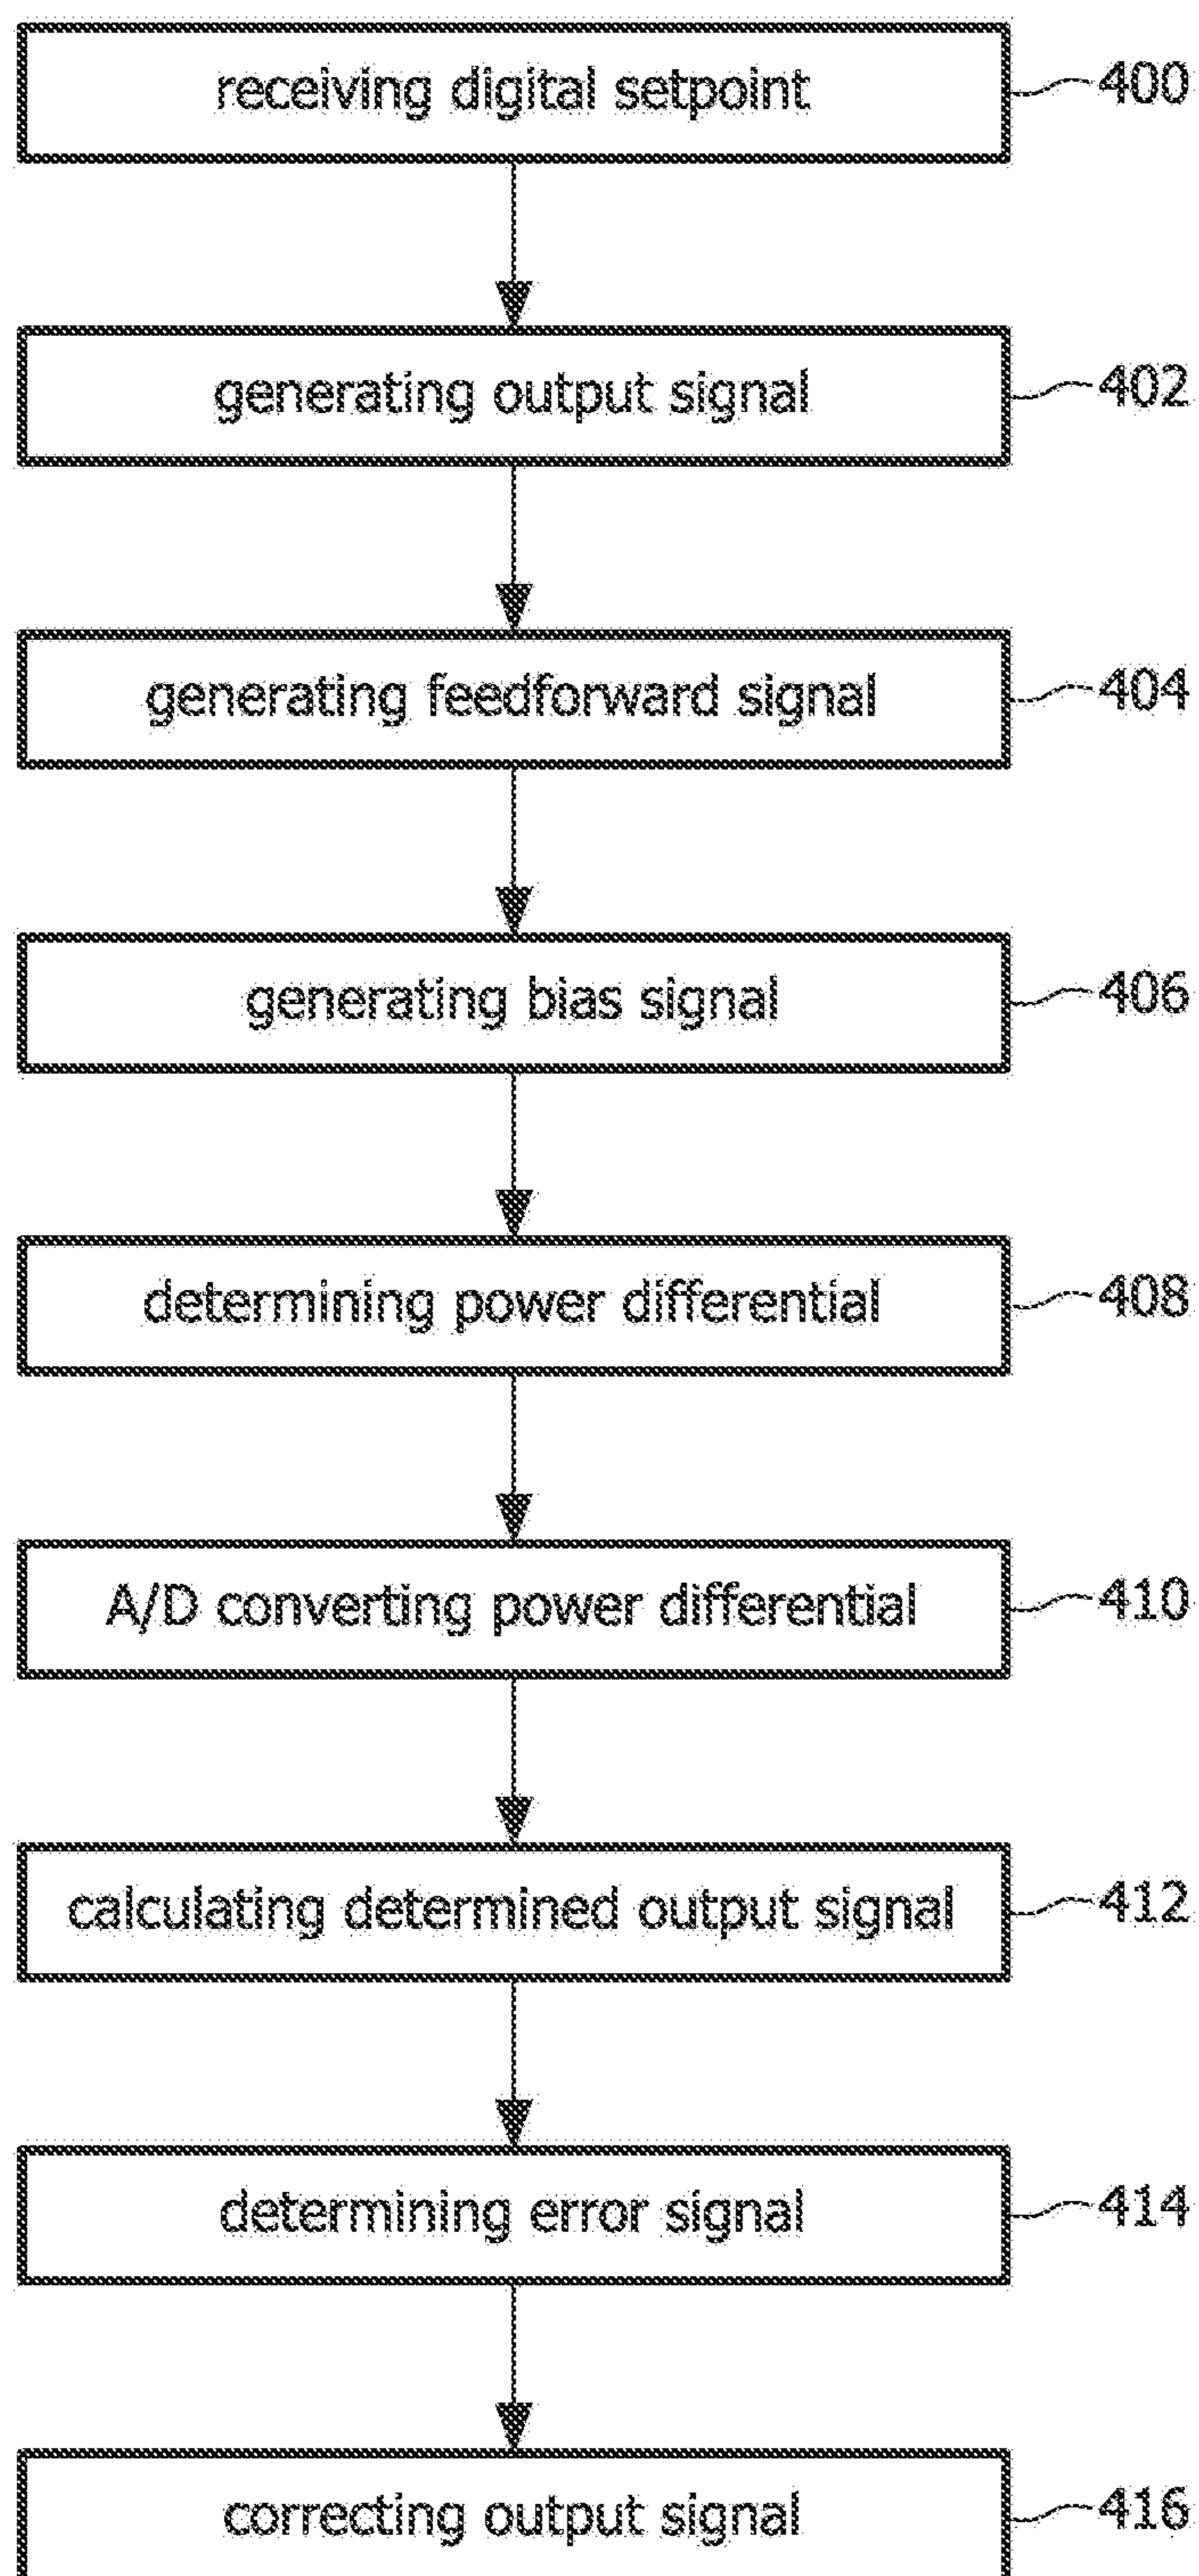 receiving digital setpoint 400
generating output signal 402
generating feedforward signal 404
generating bias signal 406
determining power differential 408
A/D converting power differential 410
calculating determined output signal 412
determining error signal 414
correcting output signal 416